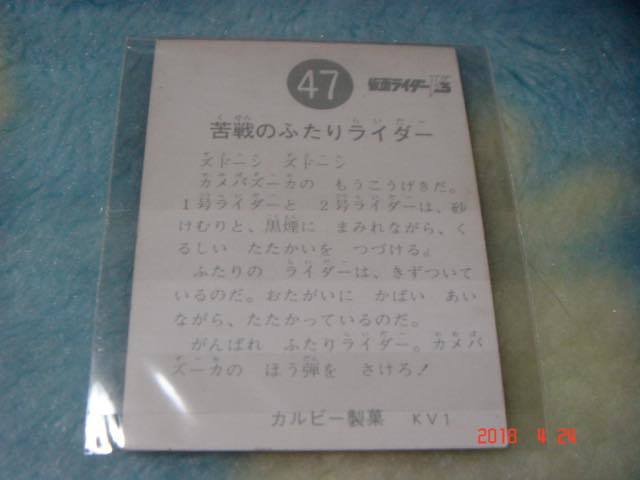 47
仮面ライダーV3
苦戦のふたりライダー
ズドーン ズドーン
カメバズーカの もうこうげきだ。
1号ライダーと 2号ライダーは、砂
けむりと、黒煙に まみれながら、く
るしい たたかいを つづける。
ふたりの ライダーは、きずついて
いるのだ。おたがいに かばい あい
ながら、たたかっているのだ。
がんばれ ふたりライダー。カメバ
ズーカの ほう弾を さけろ!
カルビー製菓 KV1
2018 4 24